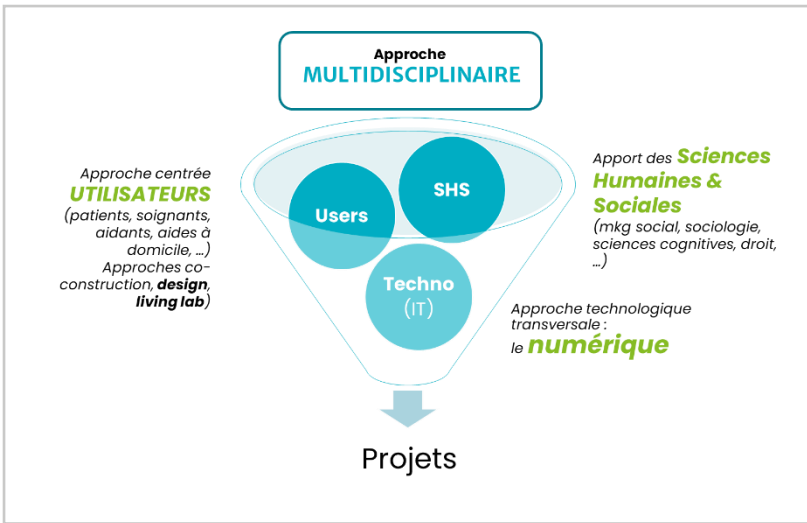 Approche
MULTIDISCIPLINAIRE
Approche centrée
UTILISATEURS
(patients, soignants,
aidants, aides à
domicile, ...)
Approches co-
construction, design,
living lab)
Users
SHS
Techno
(IT)
Apport des Sciences
Humaines &
Sociales
(mkg social, sociologie,
sciences cognitives, droit,
...)
Approche technologique
transversale :
le numérique
Projets